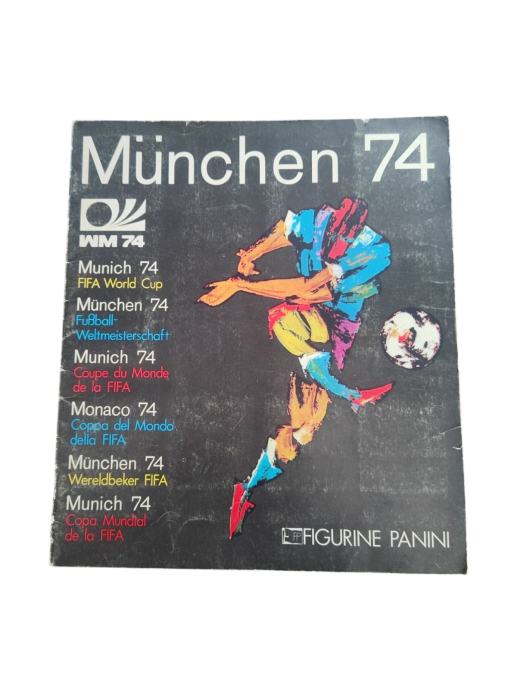 München 74
WM 74
Munich 74
FIFA World Cup
München 74
Fußball-
Weltmeisterschaft
Munich 74
Coupe du Monde
de la FIFA
Monaco 74
Coppa del Mondo
della FIFA
München 74
Wereldbeker FIFA
Munich 74
Copa Mundial
de la FIFA
FIGURINE PANINI